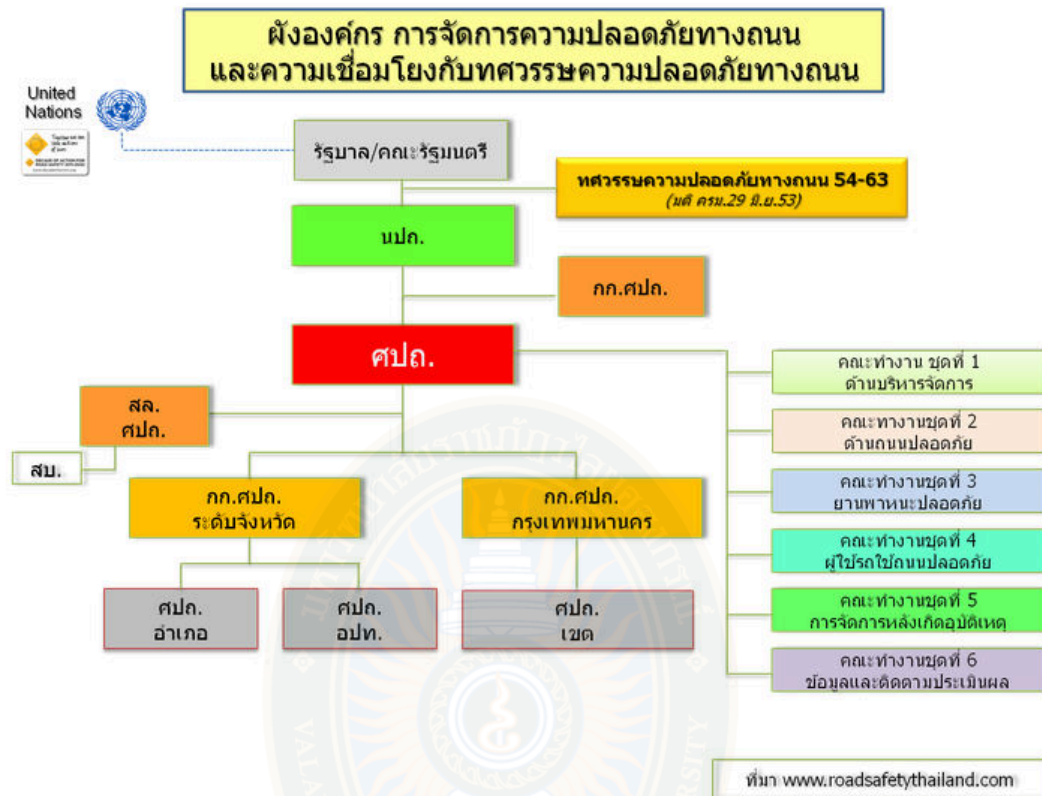 ผังองค์กร การจัดการความปลอดภัยทางถนน
และความเชื่อมโยงกับทศวรรษความปลอดภัยทางถนน
United
Nations
รัฐบาล/คณะรัฐมนตรี
ทศวรรษความปลอดภัยทางถนน 54-63
(มติ ครม.29 มิ.ย.53)
นปถ.
กก.ศปถ.
ศปถ.
คณะทำงาน ชุดที่ 1
ด้านบริหารจัดการ
สล.
ศปถ.
คณะทางานชุดที่ 2
ด้านถนนปลอดภัย
สบ.
กก.ศปถ.
ระดับจังหวัด
กก.ศปถ.
กรุงเทพมหานคร
คณะทำงานชุดที่ 3
ยานพาหนะปลอดภัย
คณะทำงานชุดที่ 4
ผู้ใช้รถใช้ถนนปลอดภัย
ศปถ.
อำเภอ
ศปถ.
อปท.
ศปถ.
เขต
คณะทำงานชุดที่ 5
การจัดการหลังเกิดอุบัติเหตุ
คณะทำงานชุดที่ 6
ข้อมูลและติดตามประเมินผล
ที่มา www.roadsafetythailand.com